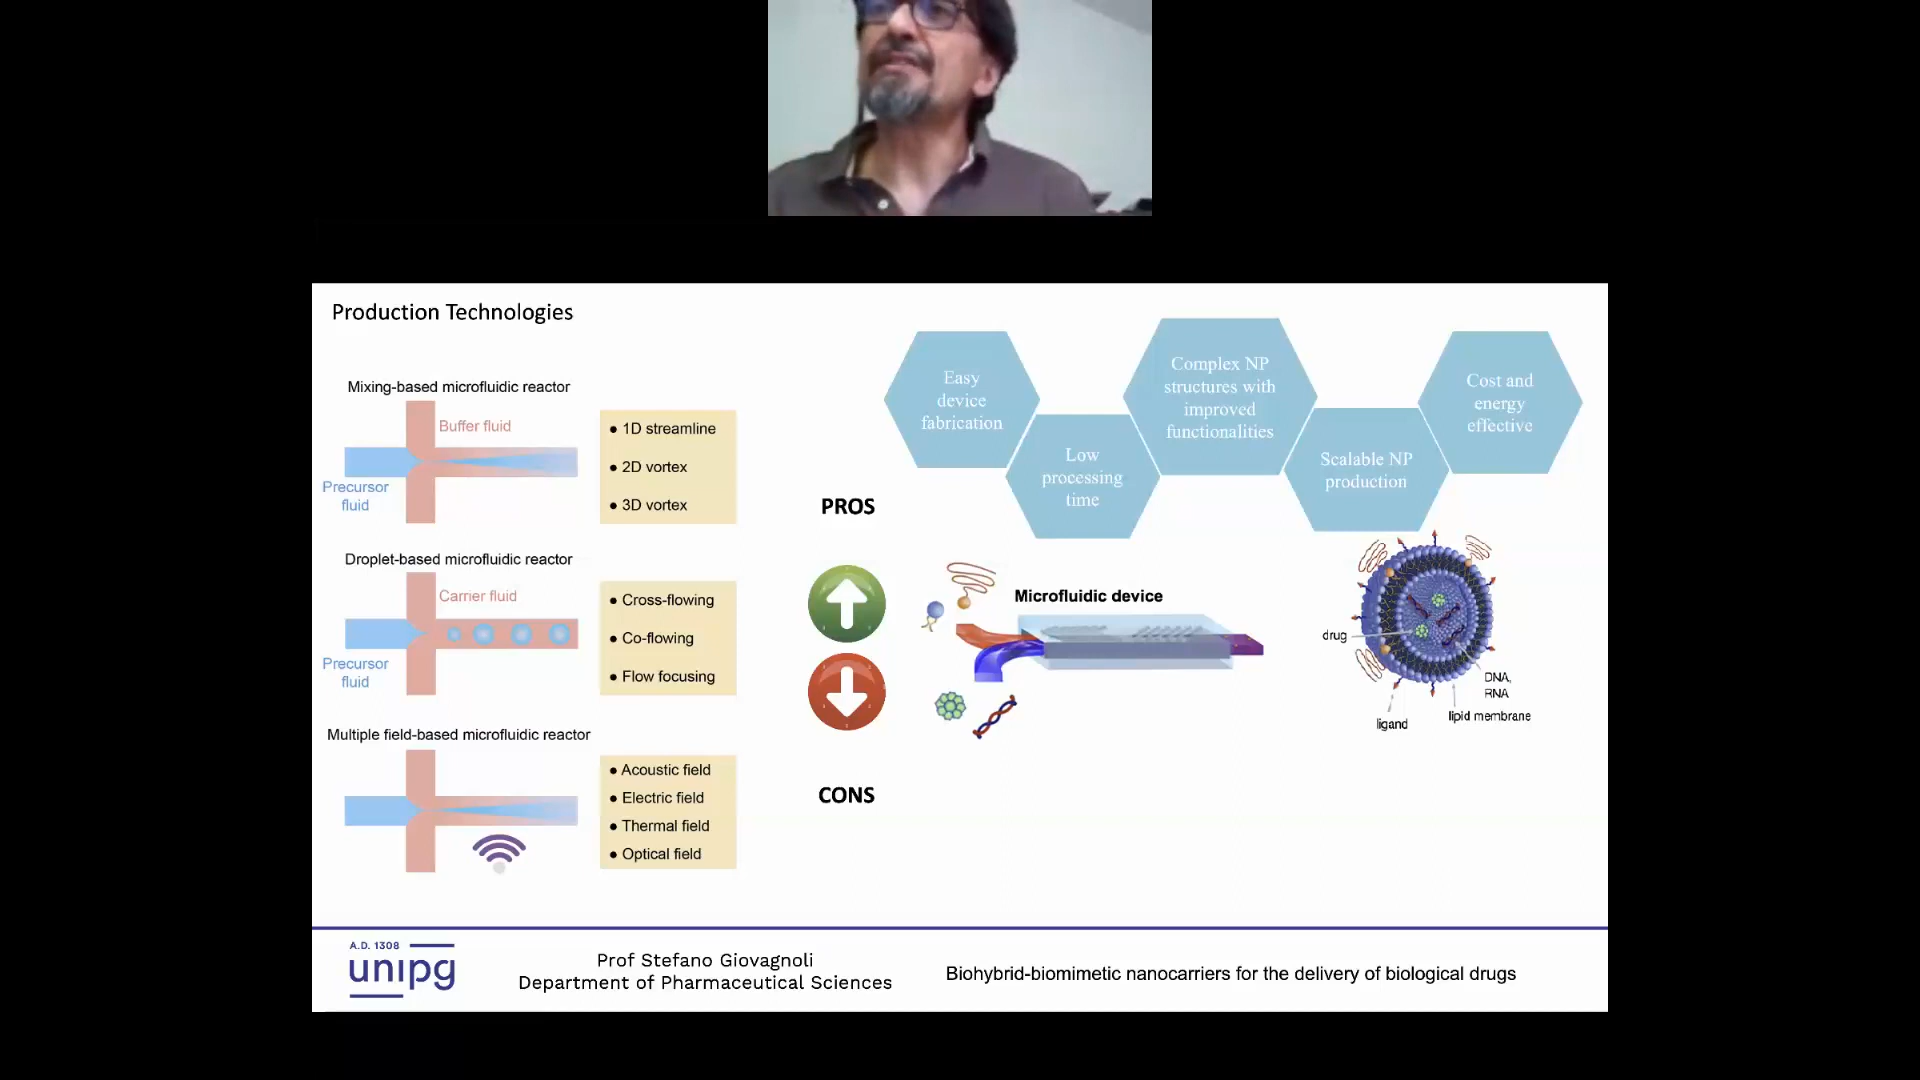 Production Technologies
Mixing-based microfluidic reactor
Buffer fluid
Precursor
fluid
● 1D streamline
● 2D vortex
● 3D vortex
Droplet-based microfluidic reactor
Carrier fluid
Precursor
fluid
● Cross-flowing
● Co-flowing
● Flow focusing
Multiple field-based microfluidic reactor
● Acoustic field
● Electric field
● Thermal field
● Optical field
PROS
CONS
Easy
device
fabrication
Low
processing
time
Complex NP
structures with
improved
functionalities
Scalable NP
production
Cost and
energy
effective
Microfluidic device
drug
DNA,
RNA
ligand
lipid membrane
A.D. 1308
unipg
Prof Stefano Giovagnoli
Department of Pharmaceutical Sciences
Biohybrid-biomimetic nanocarriers for the delivery of biological drugs